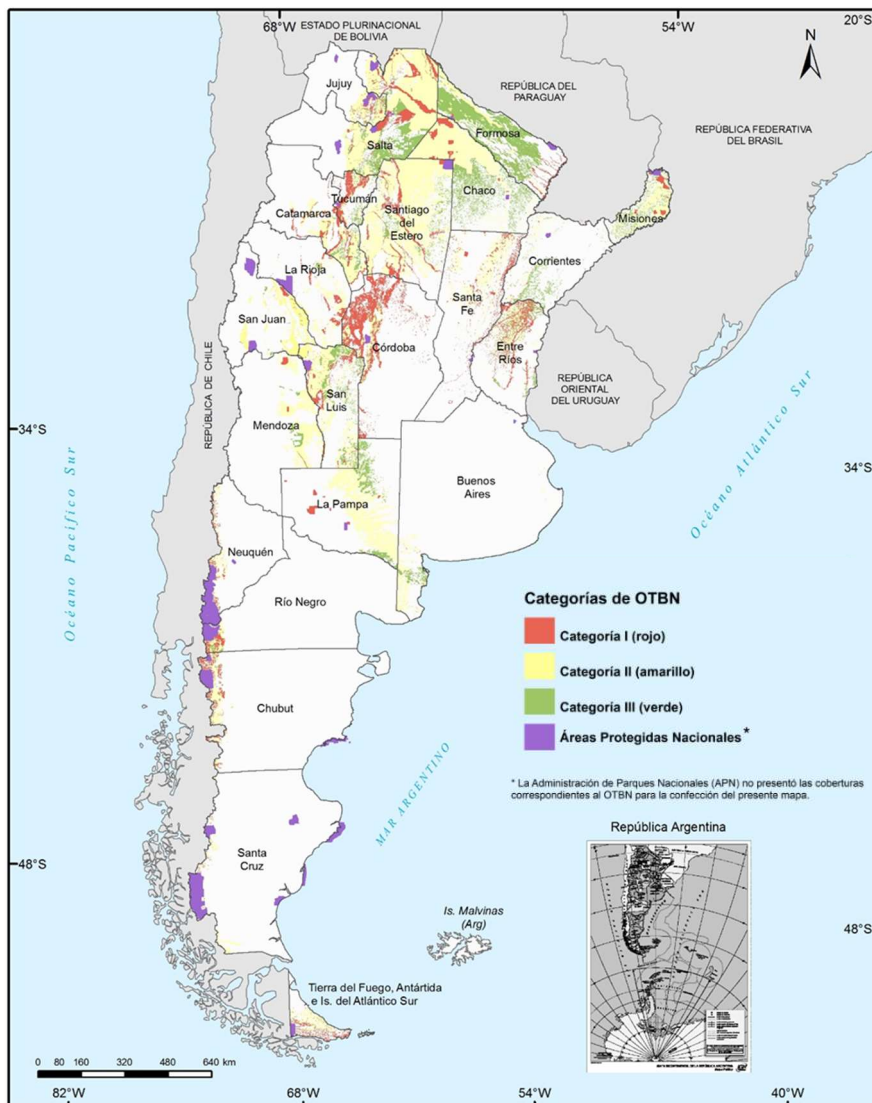 68°W
54°W
20°S
ESTADO PLURINACIONAL
DE BOLIVIA
N
REPÚBLICA DEL
PARAGUAY
REPÚBLICA FEDERATIVA
DEL BRASIL
Jujuy
Formosa
Salta
Chaco
Tucumán
Catamarca
Santiago
del
Estero
Misiones
Corrientes
La Rioja
Santa
Fe
San Juan
Córdoba
Entre
Ríos
REPÚBLICA DE CHILE
San
Luis
REPÚBLICA
ORIENTAL
DEL URUGUAY
Mendoza
34°S
34°S
Océano Pacífico Sur
Océano Atlántico Sur
Buenos
Aires
La Pampa
Neuquén
Río Negro
Chubut
MAR ARGENTINO
Categorías de OTBN
Categoría I (rojo)
Categoría II (amarillo)
Categoría III (verde)
Áreas Protegidas Nacionales*
* La Administración de Parques Nacionales (APN) no presentó las coberturas
correspondientes al OTBN para la confección del presente mapa.
República Argentina
Santa
Cruz
48°S
48°S
Is. Malvinas
(Arg)
Tierra del Fuego, Antártida
e Is. del Atlántico Sur
0 80 160 320 480 640 km
82°W
68°W
54°W
40°W